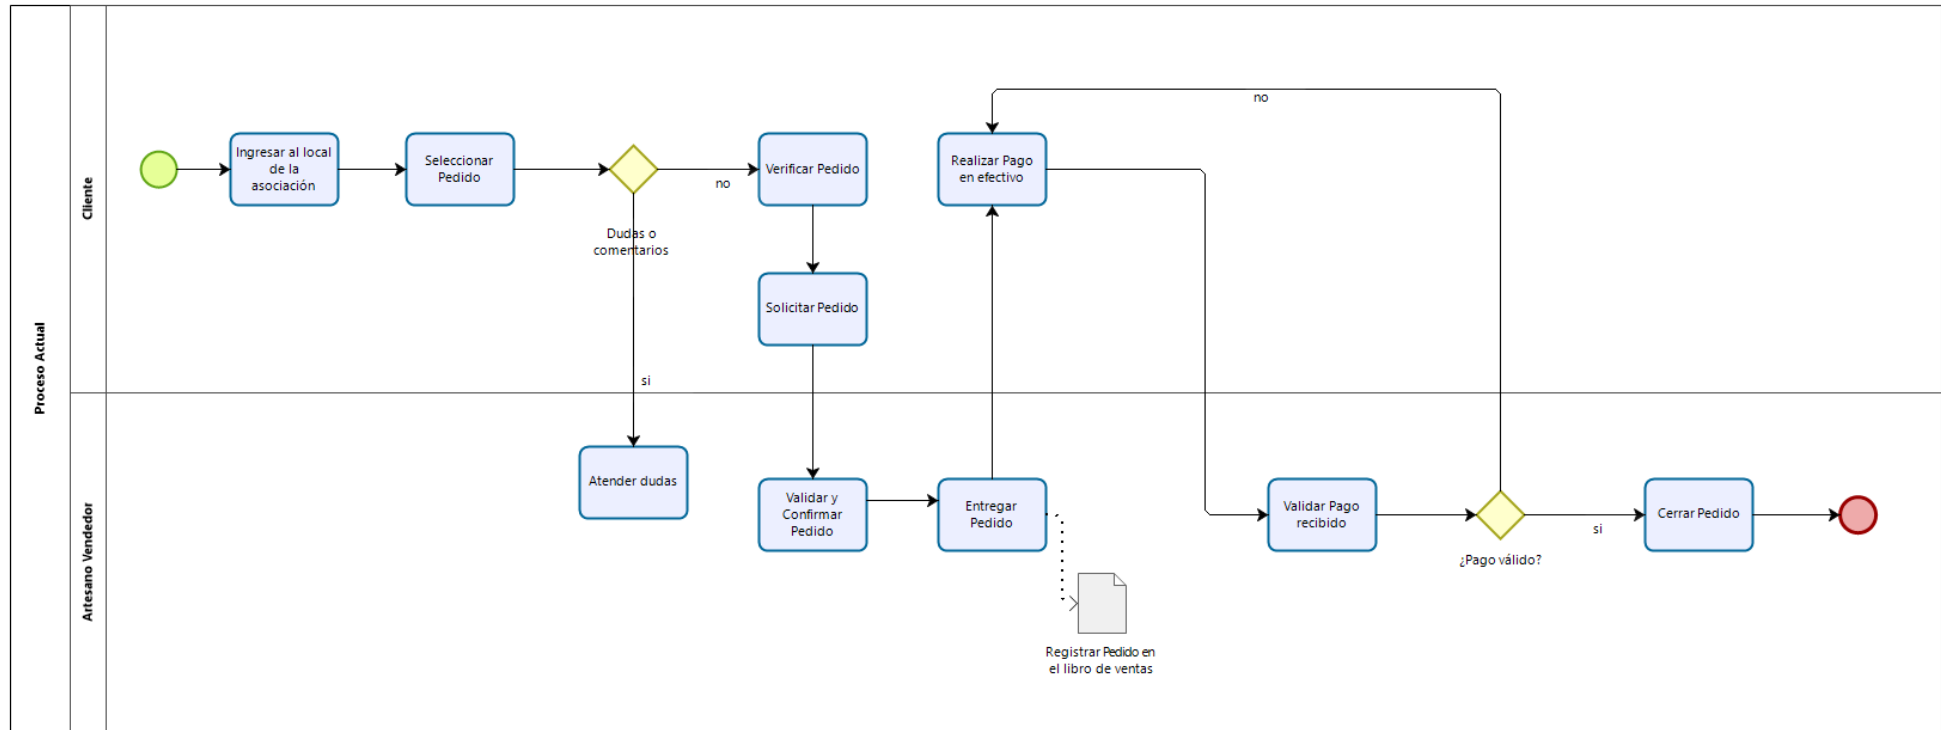 Proceso Actual
Cliente
Ingresar al local
de la
asociación
Seleccionar
Pedido
Dudas o
comentarios
no
si
Verificar Pedido
Solicitar Pedido
Realizar Pago
en efectivo
no
Artesano Vendedor
Atender dudas
Validar y
Confirmar
Pedido
Entregar
Pedido
Registrar Pedido en
el libro de ventas
Validar Pago
recibido
¿Pago válido?
si
Cerrar Pedido